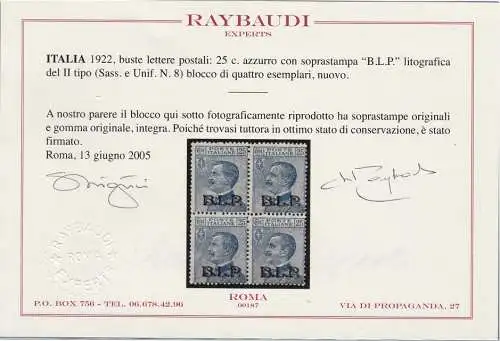 RAYBAUDI
EXPERTS
ITALIA 1922, buste lettere postali: 25 c. azzurro con soprastampa “B.L.P.” litografica
del II tipo (Sass. e Unif. N. 8) blocco di quattro esemplari, nuovo.
A nostro parere il blocco qui sotto fotograficamente riprodotto ha soprastampe originali
e gomma originale, integra. Poiché trovasi tuttora in ottimo stato di conservazione, è stato
firmato.
Roma, 13 giugno 2005
B.L.P. B.L.P.
B.L.P. B.L.P.
RAYBAUDI
ROMA
EXPERTS
ROMA
00187
P.O. BOX 756 - TEL. 06.678.42.96
VIA DI PROPAGANDA, 27